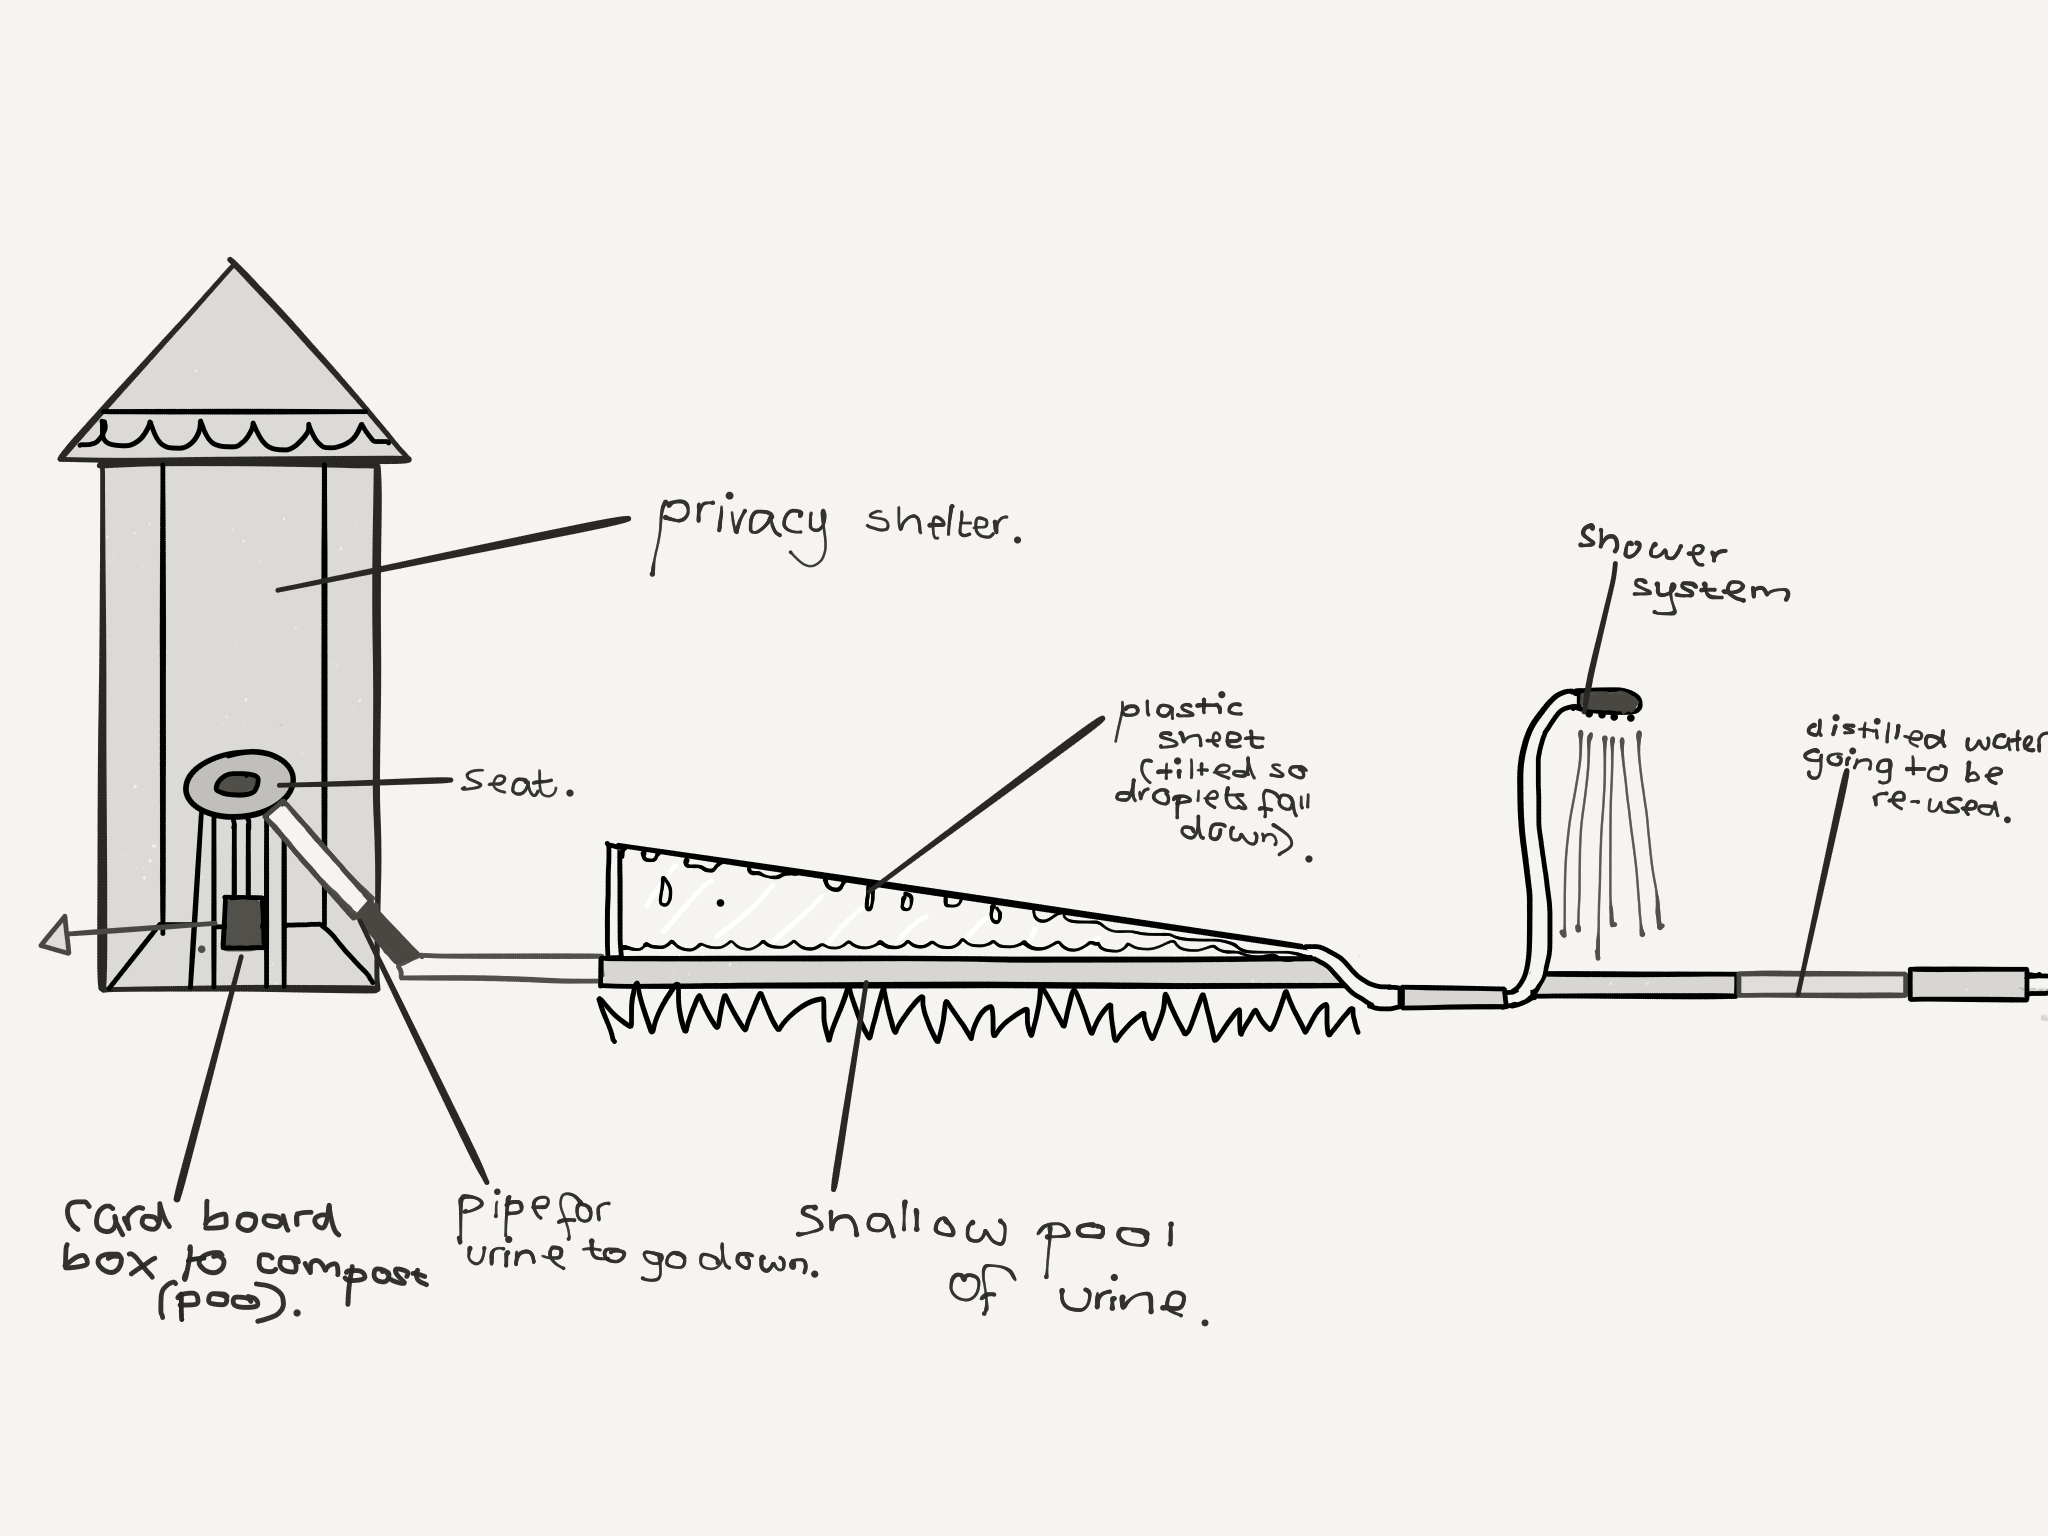 privacy shelter.
shower
system
plastic
sheet
(tilted so
droplets fall
down).
distilled water
going to be
re-used.
seat.
card board
box to compost
(poo).
pipe for
urine to go down.
shallow pool
of urine.